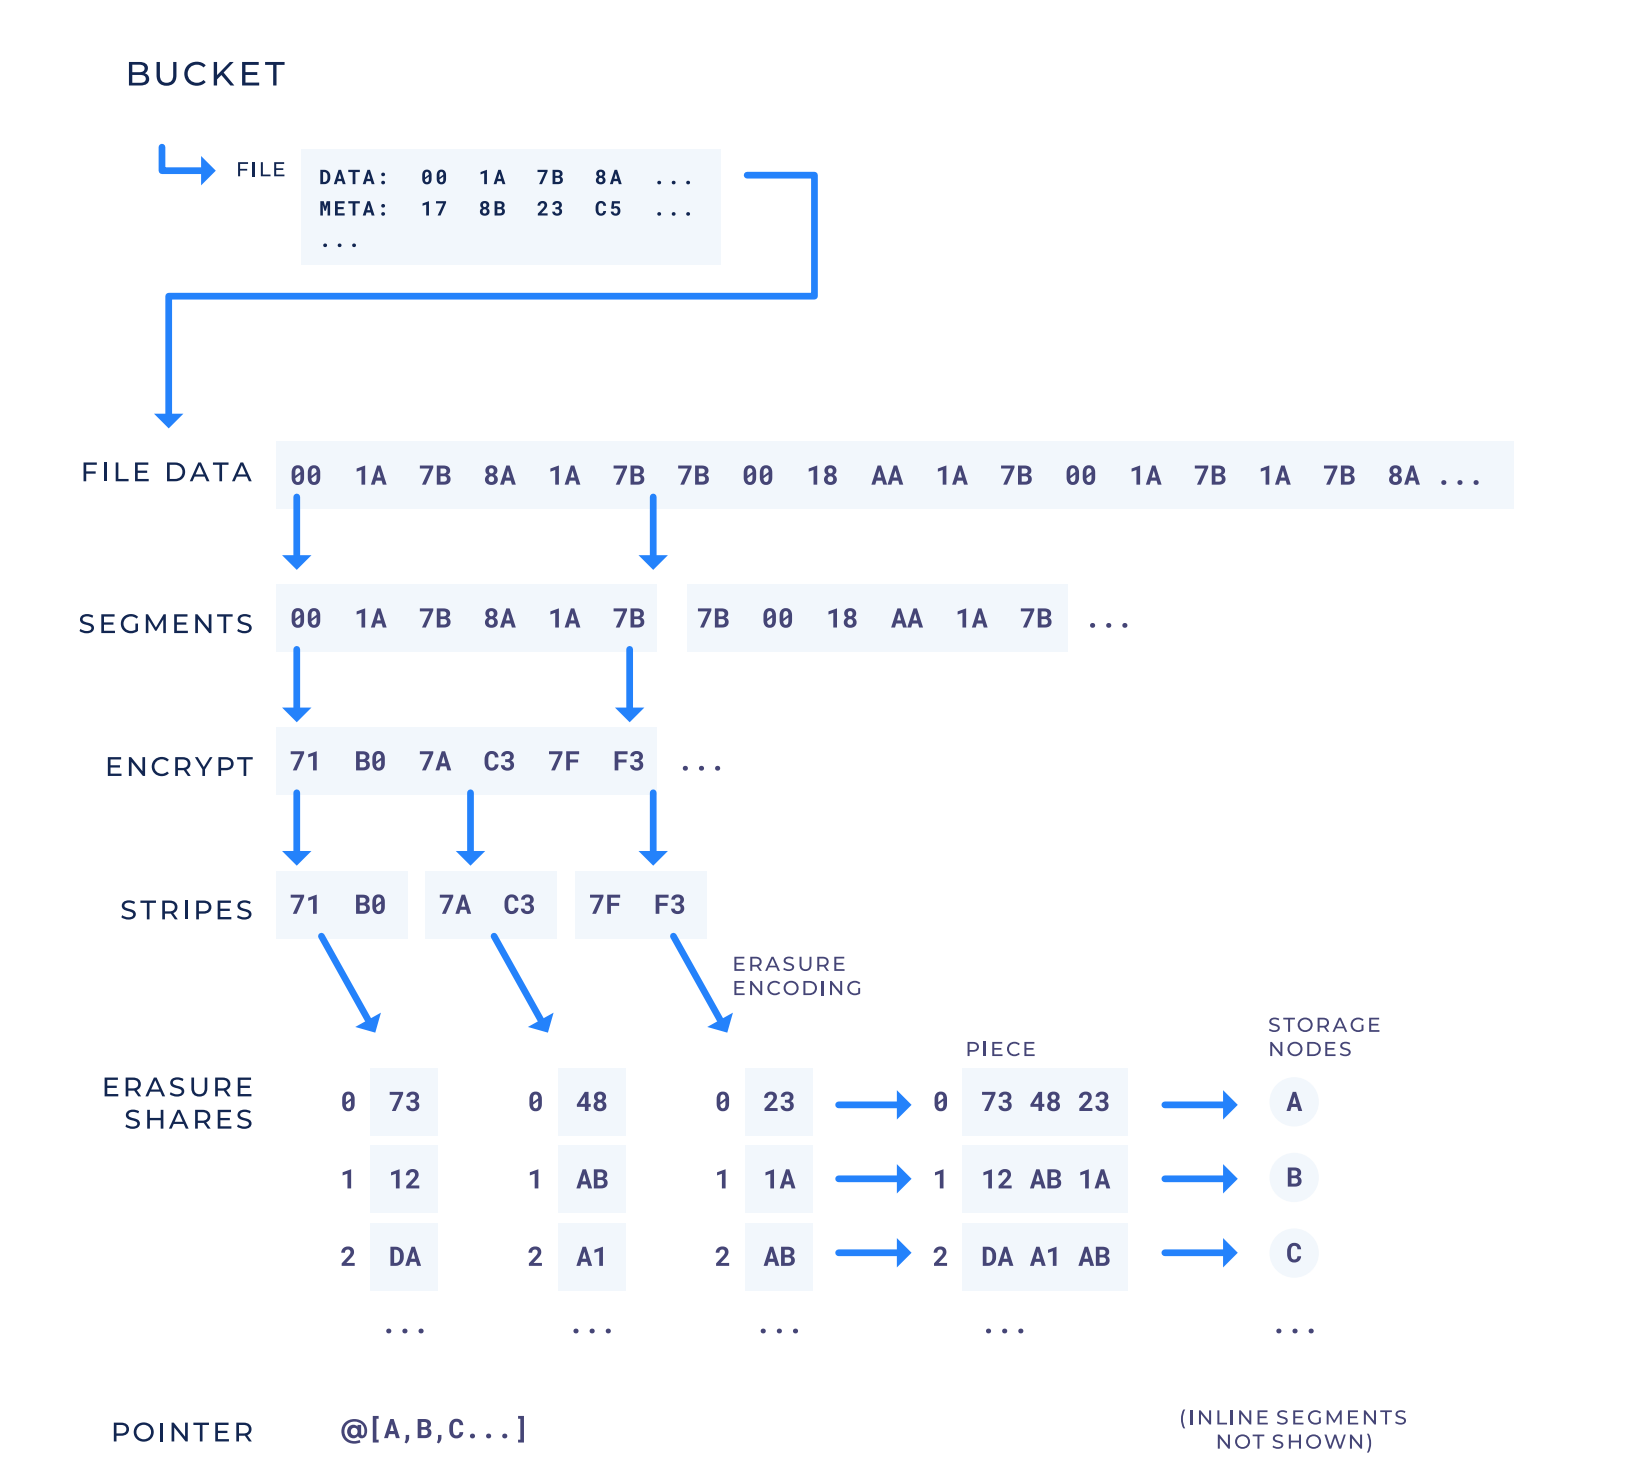 BUCKET
FILE
DATA: 00 1A 7B 8A ...
META: 17 8B 23 C5 ...
...
FILE DATA 00 1A 7B 8A 1A 7B 7B 00 18 AA 1A 7B 00 1A 7B 1A 7B 8A ...
SEGMENTS 00 1A 7B 8A 1A 7B 7B 00 18 AA 1A 7B ...
ENCRYPT 71 B0 7A C3 7F F3 ...
STRIPES 71 B0 7A C3 7F F3
ERASURE
ENCODING
PIECE
STORAGE
NODES
ERASURE
SHARES
0 73 0 48 0 23 0 73 48 23 A
1 12 1 AB 1 1A 1 12 AB 1A B
2 DA 2 A1 2 AB 2 DA A1 AB C
... ... ... ... ...
POINTER @[A,B,C...]
(INLINE SEGMENTS
NOT SHOWN)